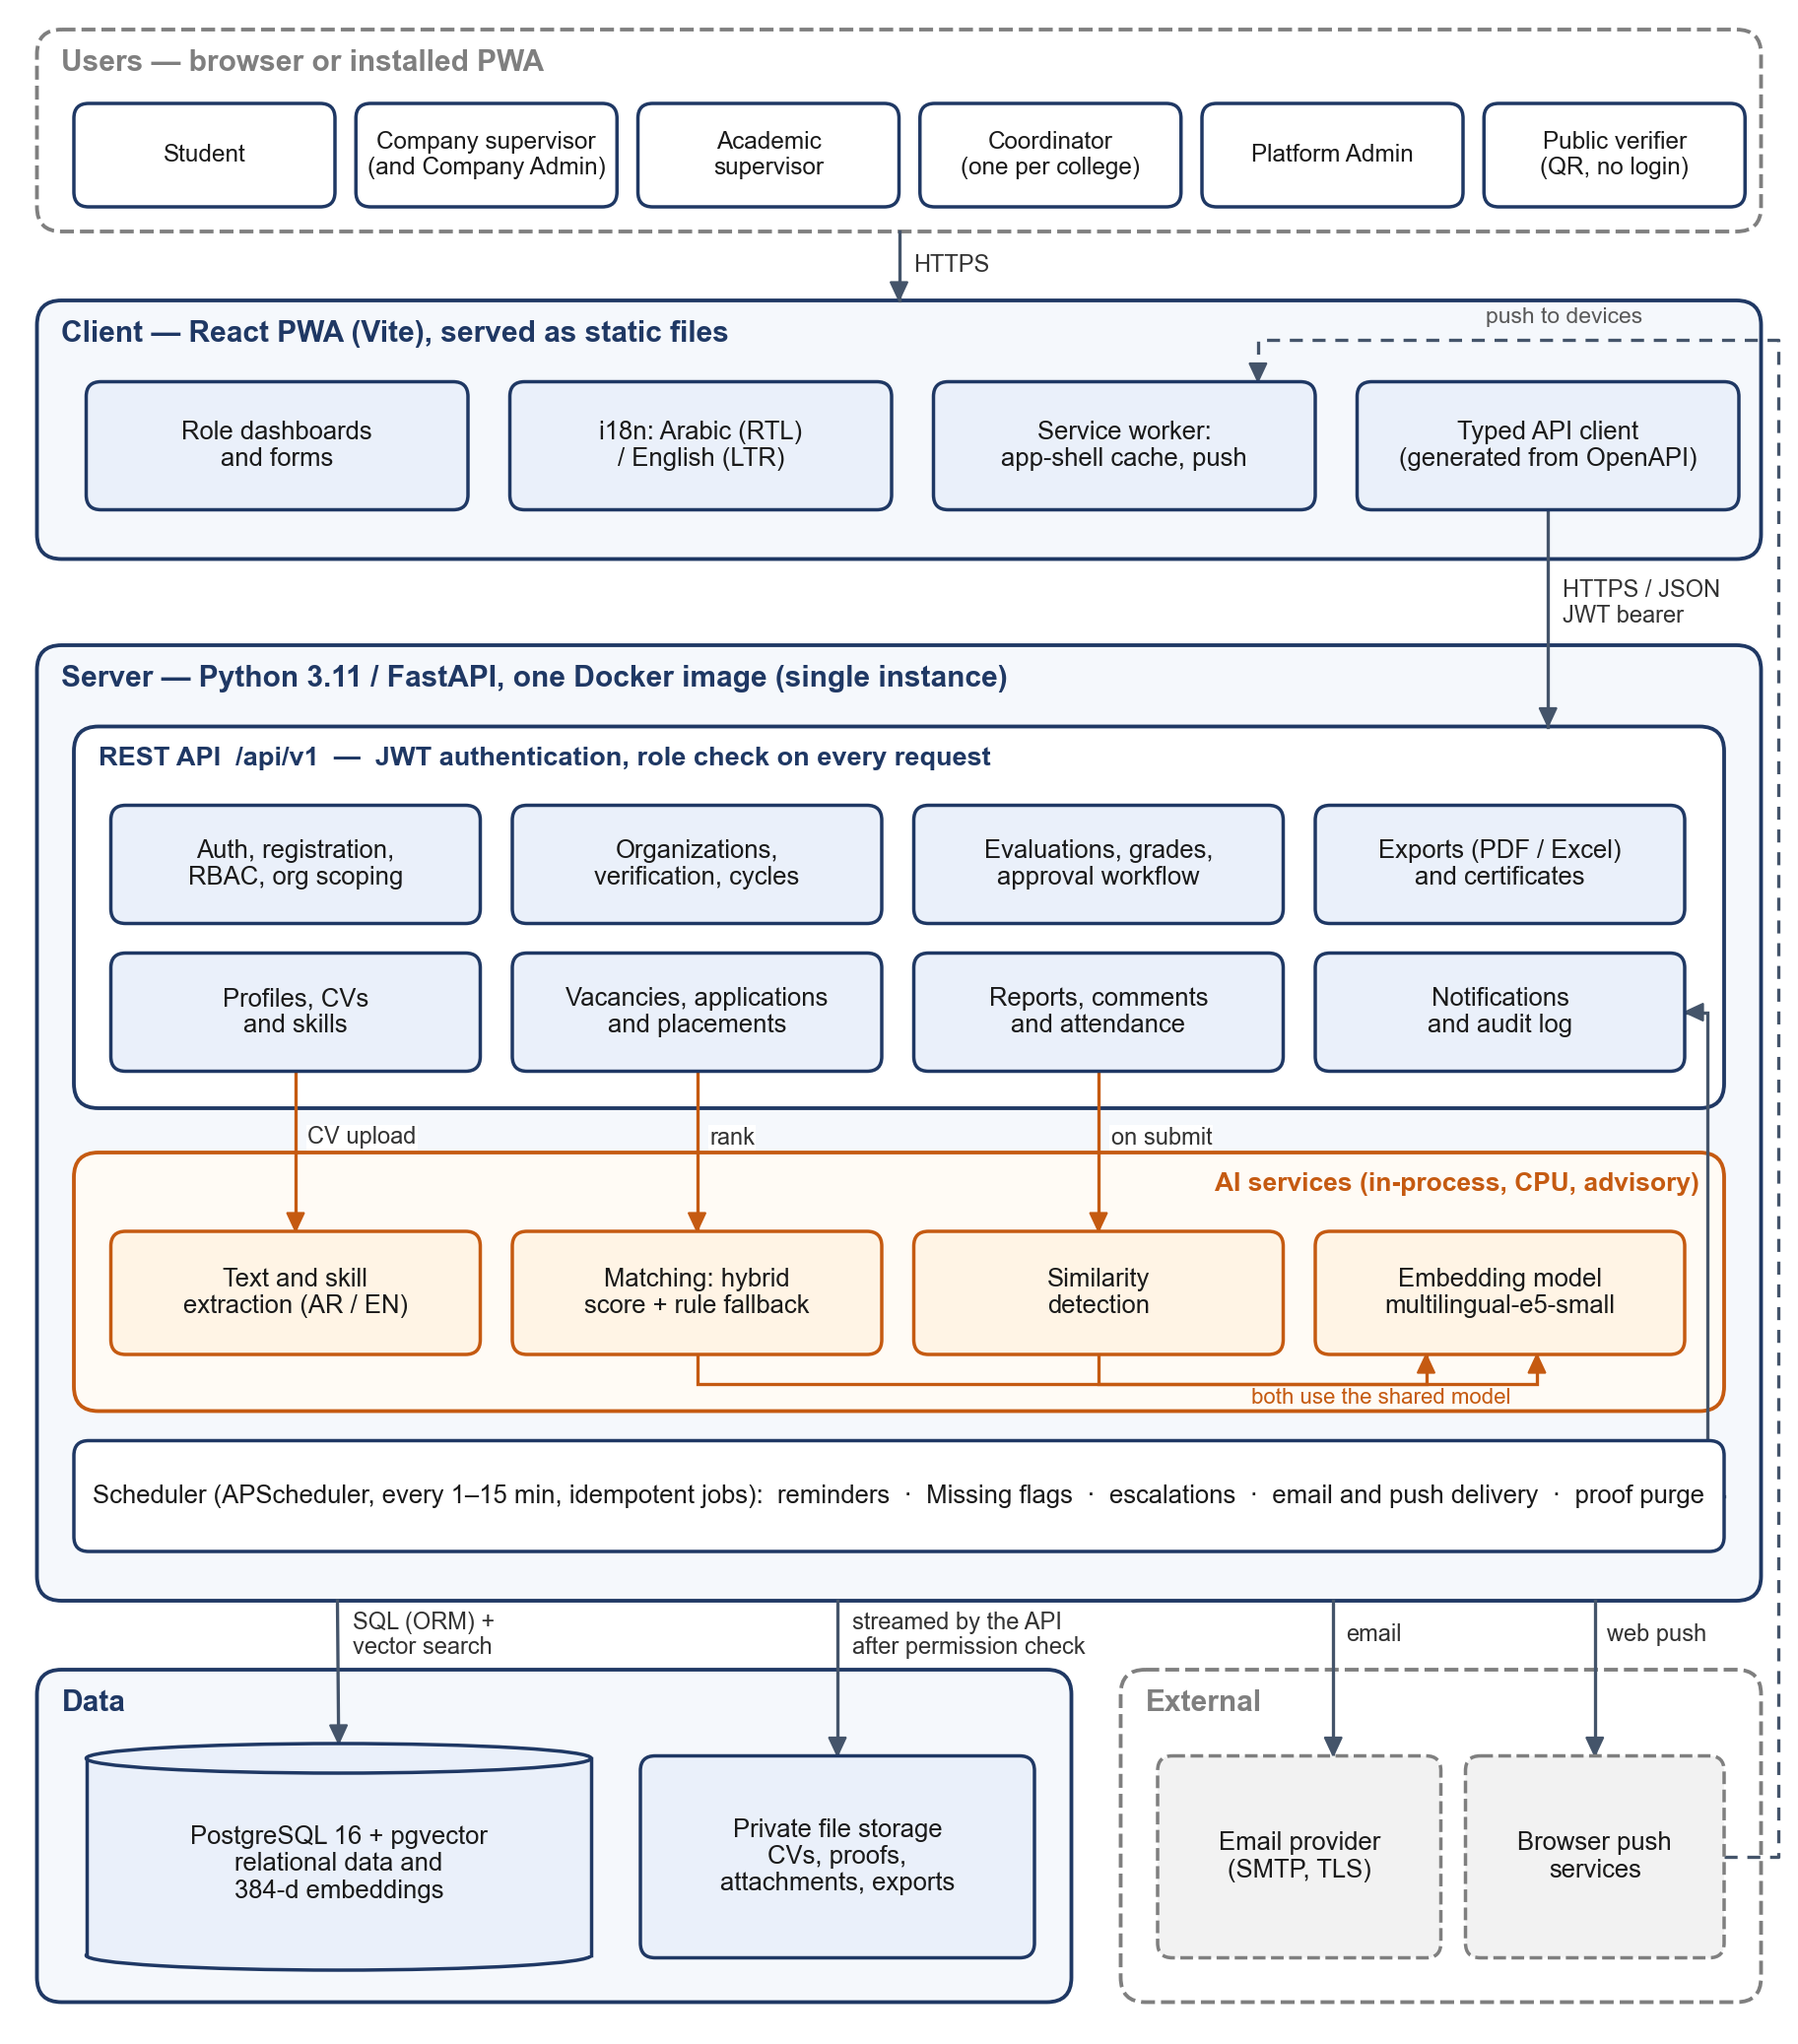 Users — browser or installed PWA
Student
Company supervisor
(and Company Admin)
Academic
supervisor
Coordinator
(one per college)
Platform Admin
Public verifier
(QR, no login)
HTTPS
Client — React PWA (Vite), served as static files
push to devices
Role dashboards
and forms
i18n: Arabic (RTL)
/ English (LTR)
Service worker:
app-shell cache, push
Typed API client
(generated from OpenAPI)
HTTPS / JSON
JWT bearer
Server — Python 3.11 / FastAPI, one Docker image (single instance)
REST API /api/v1 — JWT authentication, role check on every request
Auth, registration,
RBAC, org scoping
Organizations,
verification, cycles
Evaluations, grades,
approval workflow
Exports (PDF / Excel)
and certificates
Profiles, CVs
and skills
Vacancies, applications
and placements
Reports, comments
and attendance
Notifications
and audit log
CV upload
rank
on submit
AI services (in-process, CPU, advisory)
Text and skill
extraction (AR / EN)
Matching: hybrid
score + rule fallback
Similarity
detection
Embedding model
multilingual-e5-small
both use the shared model
Scheduler (APScheduler, every 1–15 min, idempotent jobs): reminders · Missing flags · escalations · email and push delivery · proof purge
SQL (ORM) +
vector search
streamed by the API
after permission check
email
web push
Data
PostgreSQL 16 + pgvector
relational data and
384-d embeddings
Private file storage
CVs, proofs,
attachments, exports
External
Email provider
(SMTP, TLS)
Browser push
services